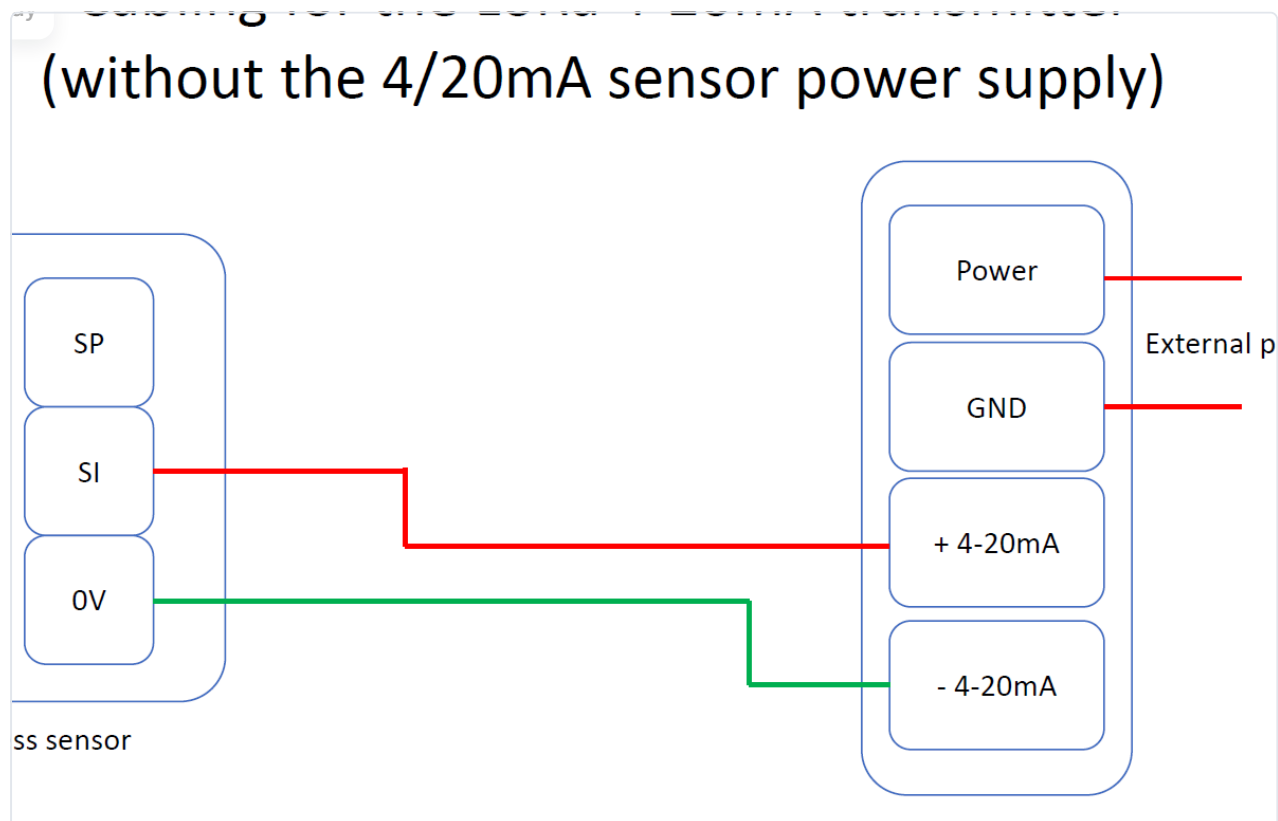 (without the 4/20mA sensor power supply)
Power
SP
External p
GND
SI
+ 4-20mA
0V
- 4-20mA
ss sensor